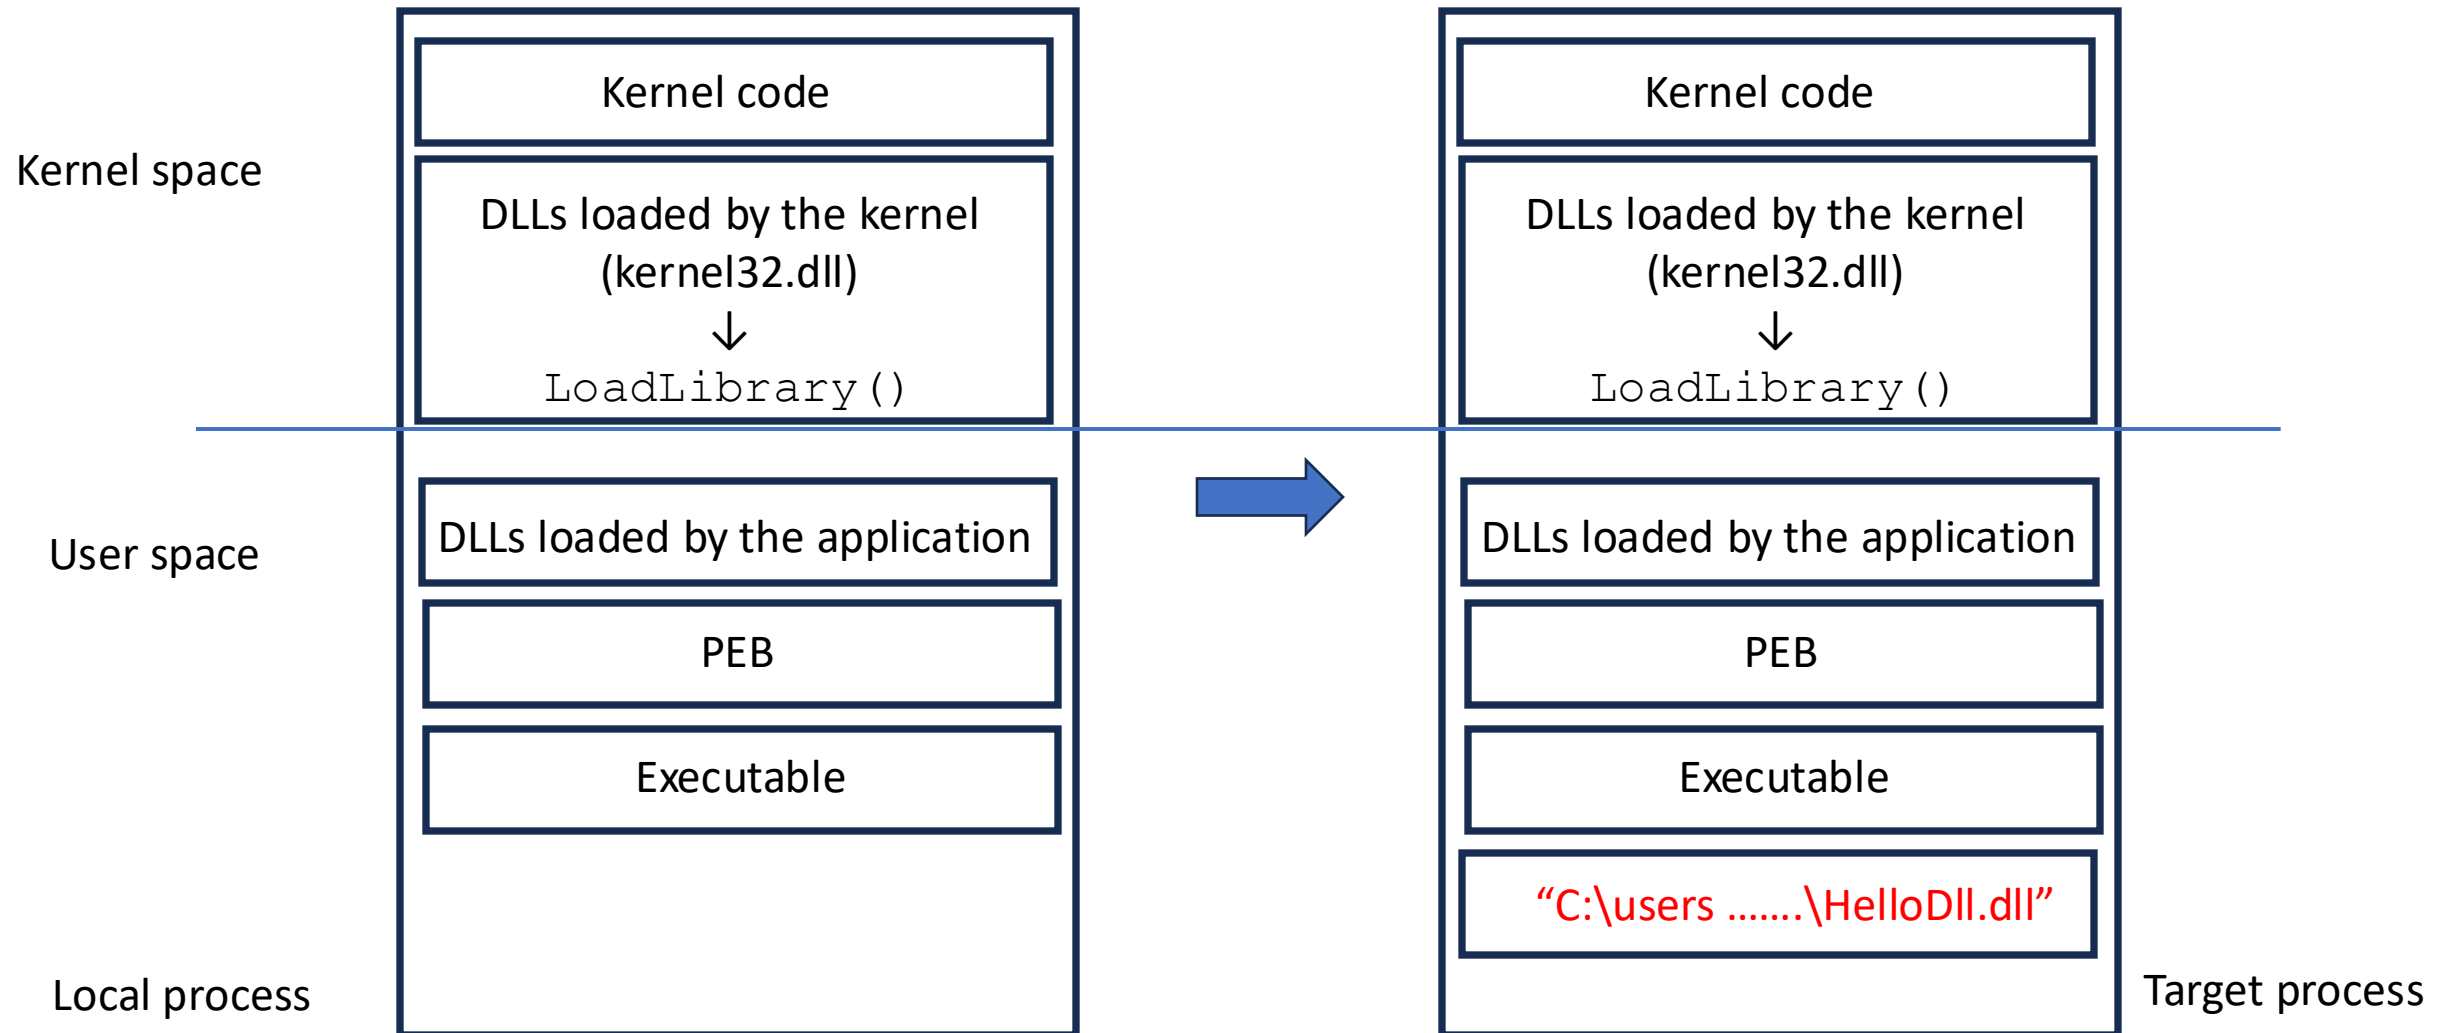 Kernel space
Kernel code
DLLs loaded by the kernel
(kernel32.dll)
↓
LoadLibrary()
User space
DLLs loaded by the application
PEB
Executable
Local process
Kernel code
DLLs loaded by the kernel
(kernel32.dll)
↓
LoadLibrary()
DLLs loaded by the application
PEB
Executable
“C:\users .......\HelloDll.dll”
Target process